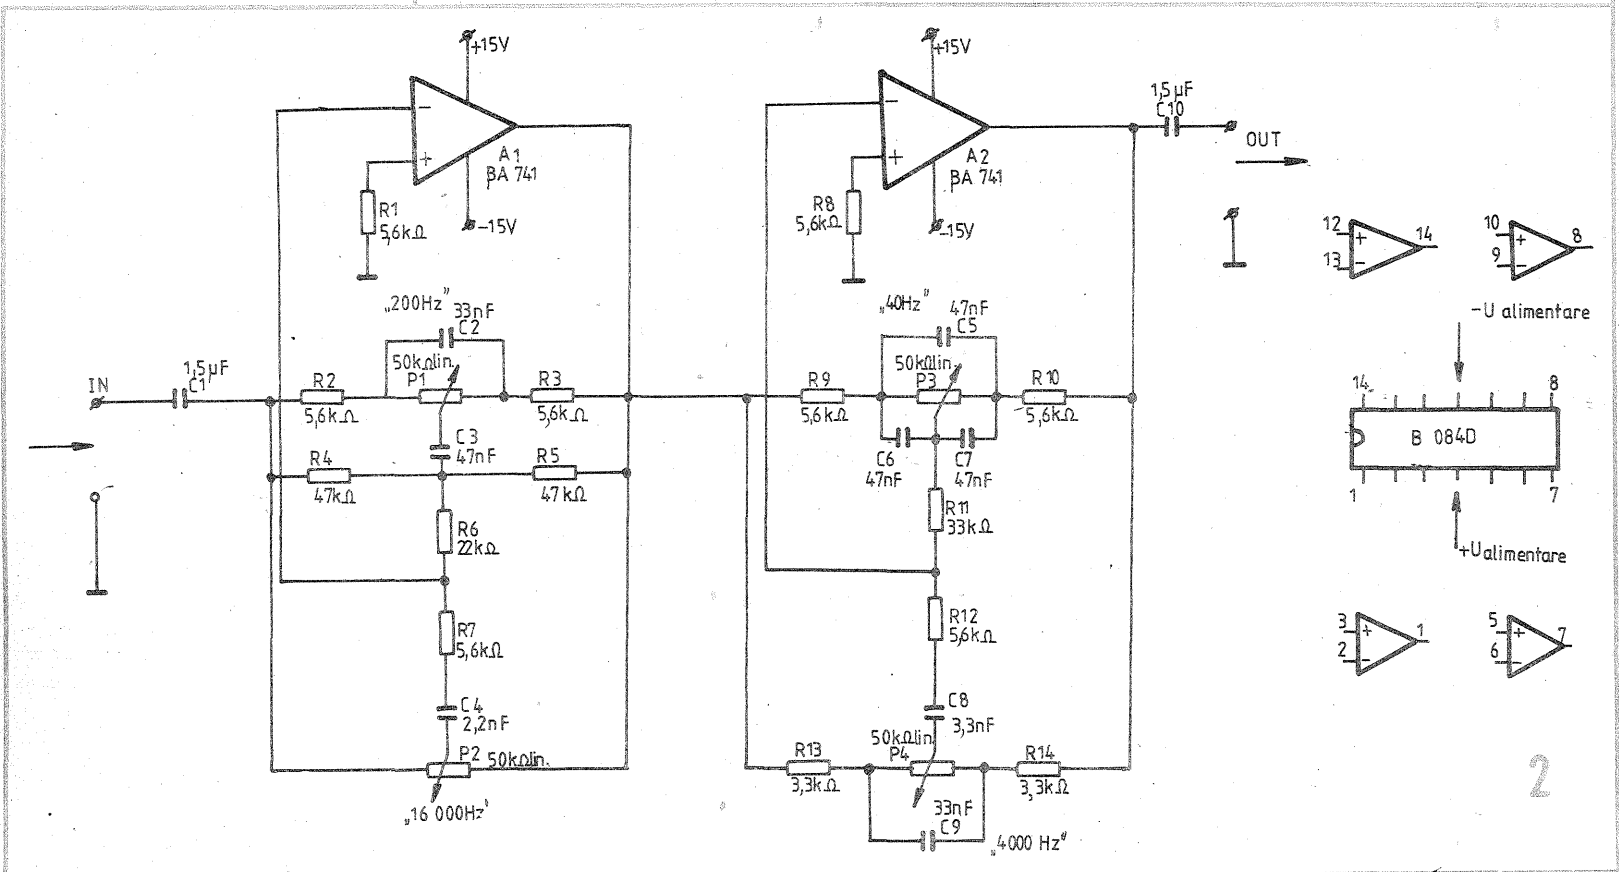 +15V
−
+
A1
βA 741
R1
5,6kΩ
−15V
+15V
−
+
A2
βA 741
R8
5,6kΩ
−15V
1,5µF
C10
OUT
„200Hz”
33nF
C2
50kΩlin.
P1
IN
1,5µF
C1
R2
5,6kΩ
R3
5,6kΩ
C3
47nF
R4
47kΩ
R5
47kΩ
R6
22kΩ
R7
5,6kΩ
C4
2,2nF
P2
50kΩlin.
„16 000Hz”
„40Hz”
47nF
C5
50kΩlin.
P3
R9
5,6kΩ
R10
5,6kΩ
C6
47nF
C7
47nF
R11
33kΩ
R12
5,6kΩ
C8
3,3nF
50kΩlin.
P4
R13
3,3kΩ
R14
3,3kΩ
33nF
C9
„4000 Hz”
12
+
13
−
14
10
+
9
−
8
−U alimentare
14
8
B 084D
1
7
+Ualimentare
3
+
2
−
1
5
+
6
−
7
2